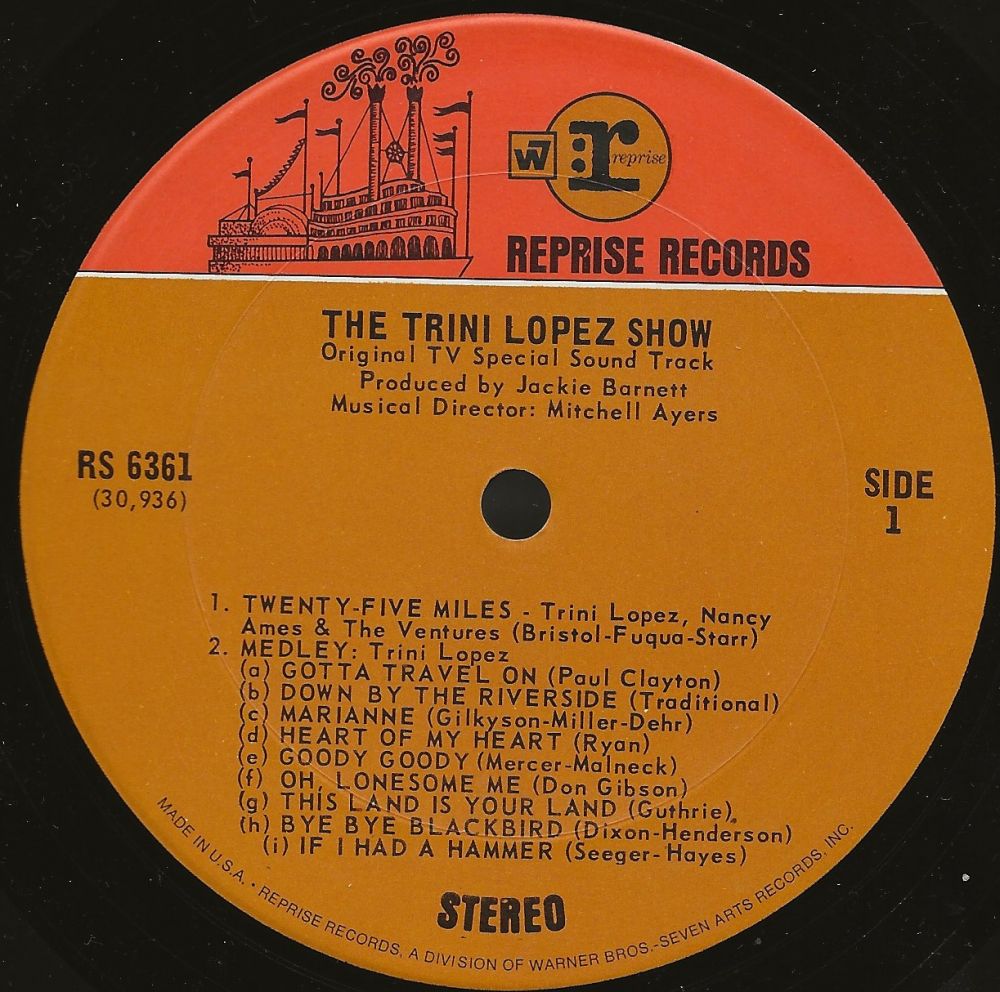 W7
r reprise
REPRISE RECORDS
THE TRINI LOPEZ SHOW
Original TV Special Sound Track
Produced by Jackie Barnett
Musical Director: Mitchell Ayers
RS 6361
(30,936)
SIDE
1
1. TWENTY-FIVE MILES - Trini Lopez, Nancy
Ames & The Ventures (Bristol-Fuqua-Starr)
2. MEDLEY: Trini Lopez
(a) GOTTA TRAVEL ON (Paul Clayton)
(b) DOWN BY THE RIVERSIDE (Traditional)
(c) MARIANNE (Gilkyson-Miller-Dehr)
(d) HEART OF MY HEART (Ryan)
(e) GOODY GOODY (Mercer-Malneck)
(f) OH, LONESOME ME (Don Gibson)
(g) THIS LAND IS YOUR LAND (Guthrie)
(h) BYE BYE BLACKBIRD (Dixon-Henderson)
(i) IF I HAD A HAMMER (Seeger-Hayes)
STEREO
MADE IN U.S.A. • REPRISE RECORDS, A DIVISION OF WARNER BROS.-SEVEN ARTS RECORDS, INC.